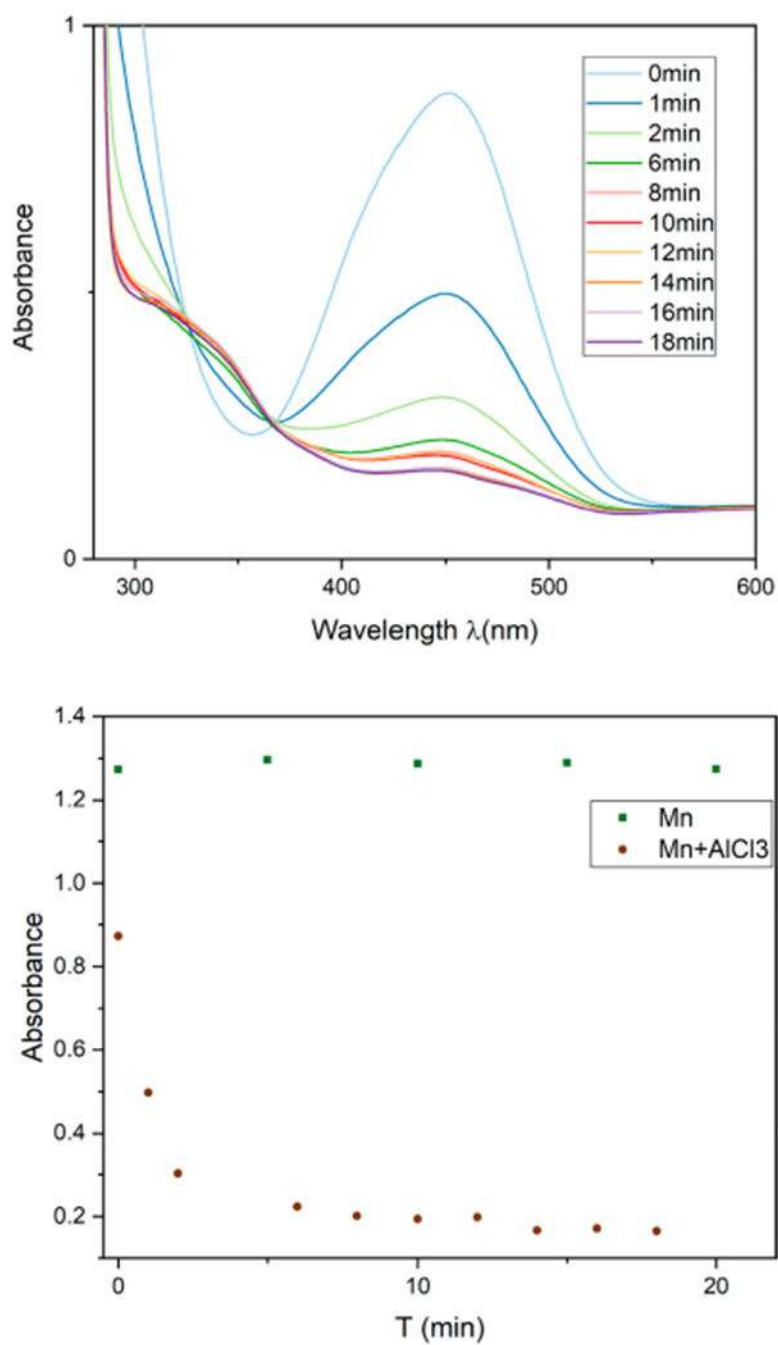 1
0min
1min
2min
6min
8min
10min
12min
14min
16min
18min
Absorbance
0
300
400
500
600
Wavelength λ(nm)
1.4
1.2
1.0
0.8
0.6
0.4
0.2
Mn
Mn+AlCl3
Absorbance
0
10
20
T (min)